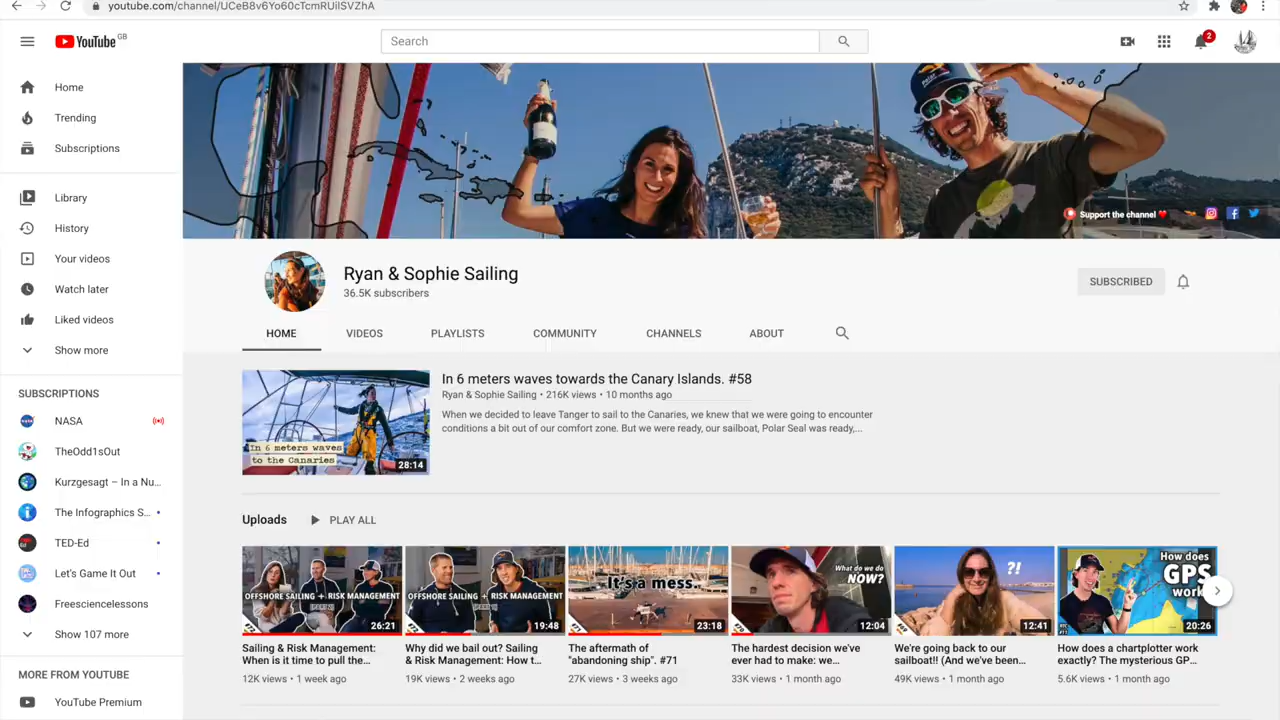 youtube.com/channel/UCeB8v6Yo60cTcmRUilSVZhA
YouTube GB
Search
2
Home
Trending
Subscriptions
Library
History
Your videos
Watch later
Liked videos
Show more
SUBSCRIPTIONS
NASA
TheOdd1sOut
Kurzgesagt – In a Nu...
The Infographics S...
TED-Ed
Let's Game It Out
Freesciencelessons
Show 107 more
MORE FROM YOUTUBE
YouTube Premium
Support the channel
Ryan & Sophie Sailing
36.5K subscribers
SUBSCRIBED
HOME VIDEOS PLAYLISTS COMMUNITY CHANNELS ABOUT
In 6 meters waves
to the Canaries
28:14
In 6 meters waves towards the Canary Islands. #58
Ryan & Sophie Sailing • 216K views • 10 months ago
When we decided to leave Tanger to sail to the Canaries, we knew that we were going to encounter
conditions a bit out of our comfort zone. But we were ready, our sailboat, Polar Seal was ready,...
Uploads PLAY ALL
OFFSHORE SAILING + RISK MANAGEMENT
26:21
Sailing & Risk Management:
When is it time to pull the...
12K views • 1 week ago
OFFSHORE SAILING + RISK MANAGEMENT
19:48
Why did we bail out? Sailing
& Risk Management: How t...
19K views • 2 weeks ago
It's a mess..
23:18
The aftermath of
"abandoning ship". #71
27K views • 3 weeks ago
What do we do
NOW?
12:04
The hardest decision we've
ever had to make: we...
33K views • 1 month ago
?!
12:41
We're going back to our
sailboat!! (And we've been...
49K views • 1 month ago
How does
GPS
work
20:26
How does a chartplotter work
exactly? The mysterious GP...
5.6K views • 1 month ago